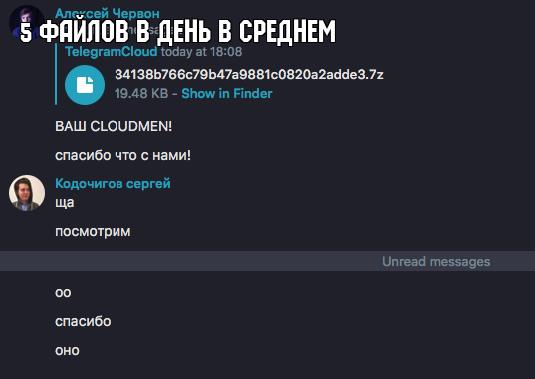 Алексей Червон
5 ФАЙЛОВ В ДЕНЬ В СРЕДНЕМ
TelegramCloud today at 18:08
34138b766c79b47a9881c0820a2adde3.7z
19.48 KB - Show in Finder
ВАШ CLOUDMEN!
спасибо что с нами!
Кодочигов сергей
ща
посмотрим
Unread messages
оо
спасибо
оно